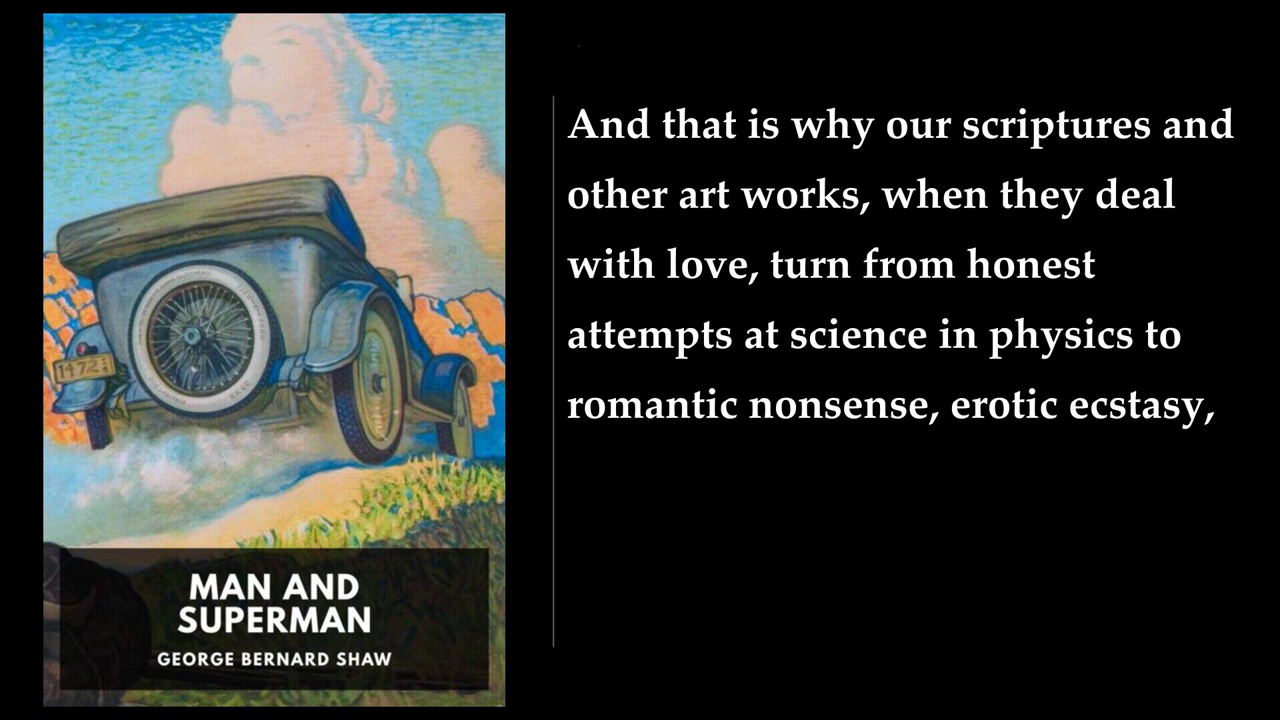 And that is why our scriptures and
other art works, when they deal
with love, turn from honest
attempts at science in physics to
romantic nonsense, erotic ecstasy,
1472
MAN AND
SUPERMAN
GEORGE BERNARD SHAW